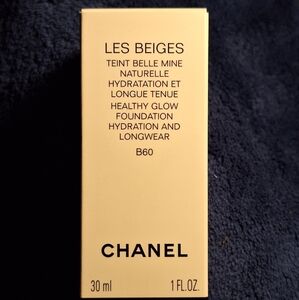 LES BEIGES
TEINT BELLE MINE
NATURELLE
HYDRATATION ET
LONGUE TENUE
HEALTHY GLOW
FOUNDATION
HYDRATION AND
LONGWEAR
B60
CHANEL
30 ml 1 FL.OZ.